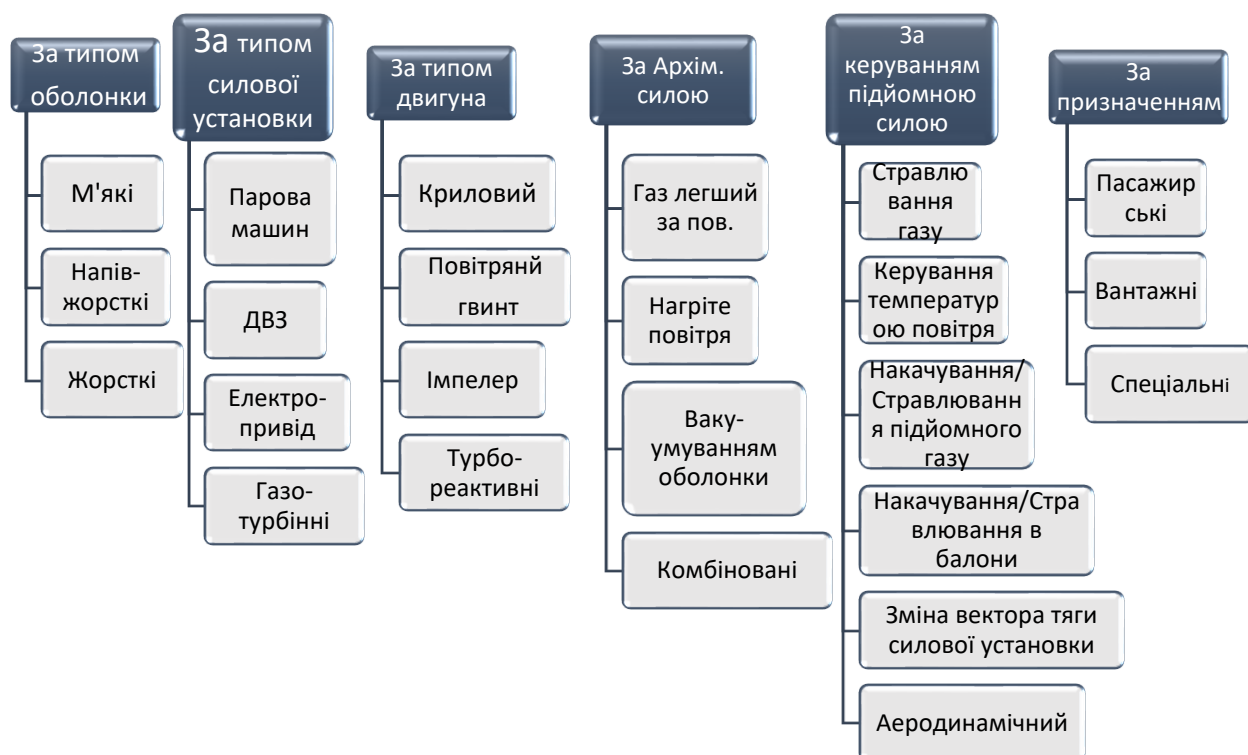 За типом
оболонки
М'які
Напів-
жорсткі
Жорсткі
За типом
силової
установки
Парова
машин
ДВЗ
Електро-
привід
Газо-
турбінні
За типом
двигуна
Криловий
Повітрянй
гвинт
Імпелер
Турбо-
реактивні
За Архім.
силою
Газ легший
за пов.
Нагріте
повітря
Ваку-
умуванням
оболонки
Комбіновані
За
керуванням
підйомною
силою
Стравлю
вання
газу
Керування
температур
ою повітря
Накачування/
Стравлюванн
я підйомного
газу
Накачування/Стра
влювання в
балони
Зміна вектора тяги
силової установки
Аеродинамічний
За
призначенням
Пасажир
ські
Вантажні
Спеціальні